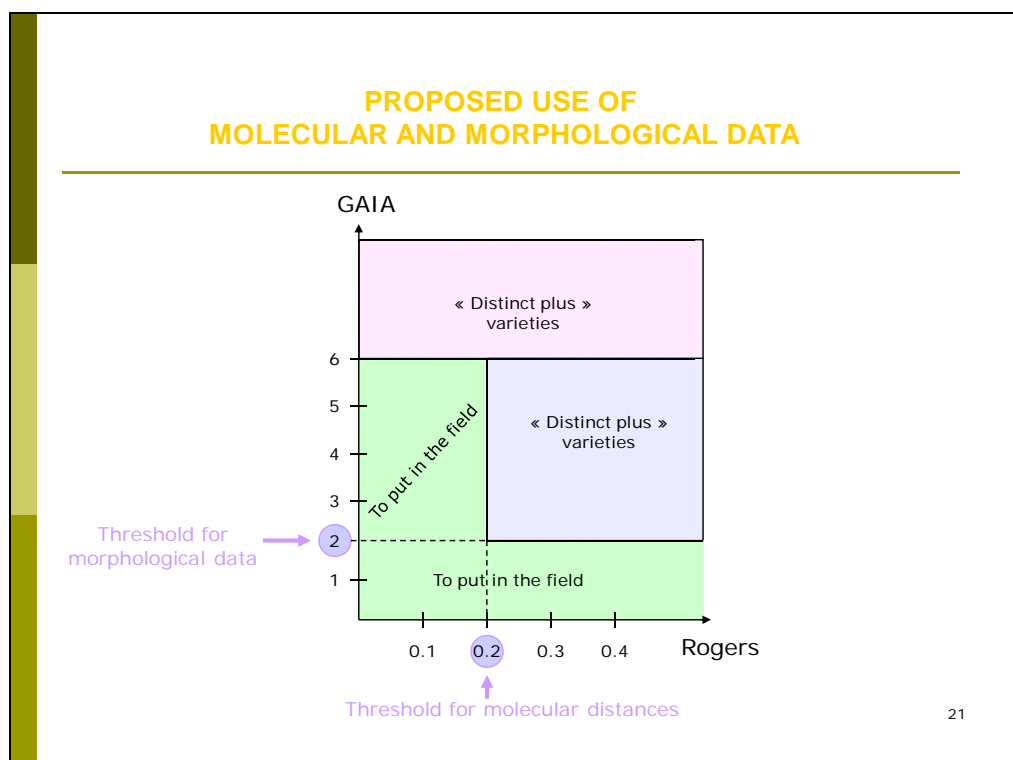 PROPOSED USE OF
MOLECULAR AND MORPHOLOGICAL DATA
GAIA
« Distinct plus »
varieties
6
5
4
3
2
1
« Distinct plus »
varieties
To put in the field
Threshold for
morphological data
To put in the field
0.1
0.2
0.3
0.4
Rogers
Threshold for molecular distances
21